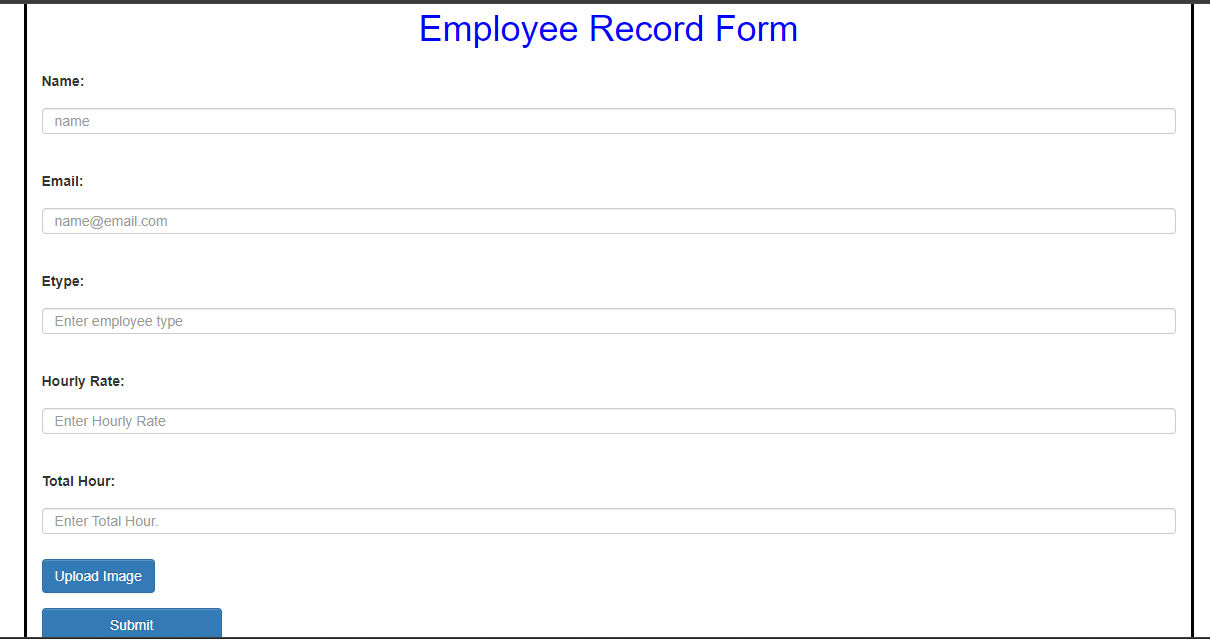 Employee Record Form
Name:
name
Email:
name@email.com
Etype:
Enter employee type
Hourly Rate:
Enter Hourly Rate
Total Hour:
Enter Total Hour.
Upload Image
Submit